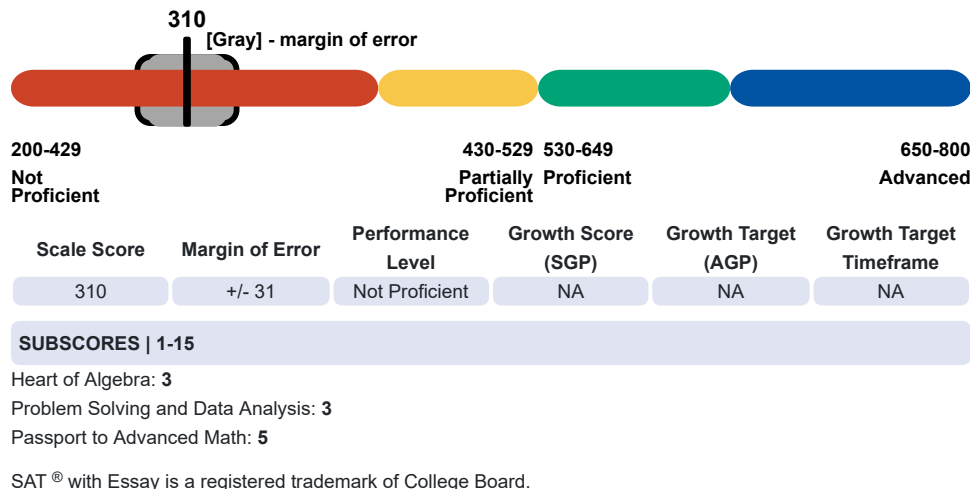 310
[Gray] - margin of error
200-429 430-529 530-649 650-800
Not Proficient Partially Proficient Proficient Advanced
Scale Score Margin of Error Performance Level Growth Score (SGP) Growth Target (AGP) Growth Target Timeframe
310 +/- 31 Not Proficient NA NA NA
SUBSCORES | 1-15
Heart of Algebra: 3
Problem Solving and Data Analysis: 3
Passport to Advanced Math: 5
SAT ® with Essay is a registered trademark of College Board.